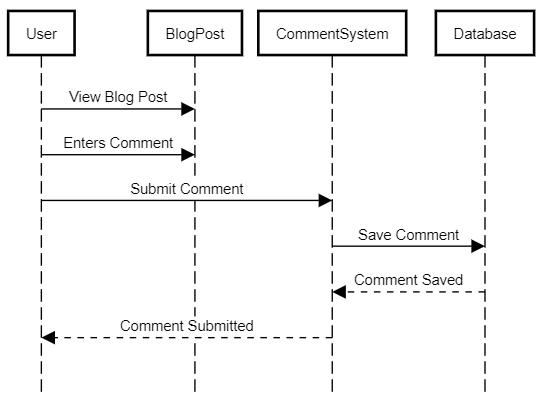 User
BlogPost
CommentSystem
Database
View Blog Post
Enters Comment
Submit Comment
Save Comment
Comment Saved
Comment Submitted